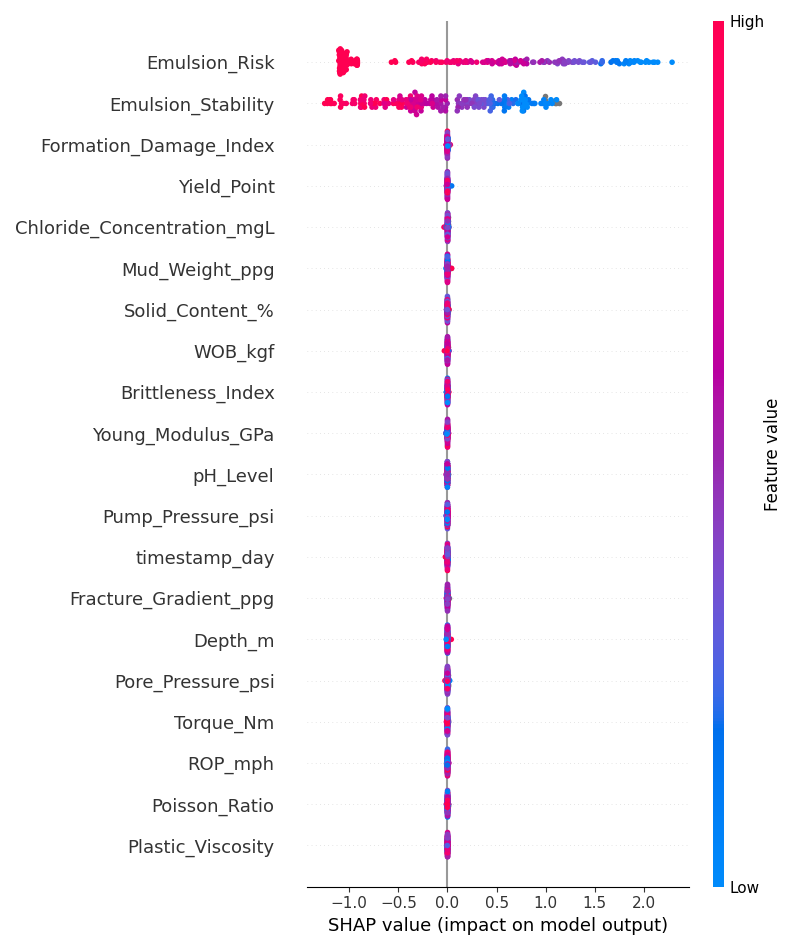 High
Emulsion_Risk
Emulsion_Stability
Formation_Damage_Index
Yield_Point
Chloride_Concentration_mgL
Mud_Weight_ppg
Solid_Content_%
WOB_kgf
Brittleness_Index
Young_Modulus_GPa
pH_Level
Pump_Pressure_psi
timestamp_day
Fracture_Gradient_ppg
Depth_m
Pore_Pressure_psi
Torque_Nm
ROP_mph
Poisson_Ratio
Plastic_Viscosity
Feature value
Low
−1.0 −0.5 0.0 0.5 1.0 1.5 2.0
SHAP value (impact on model output)